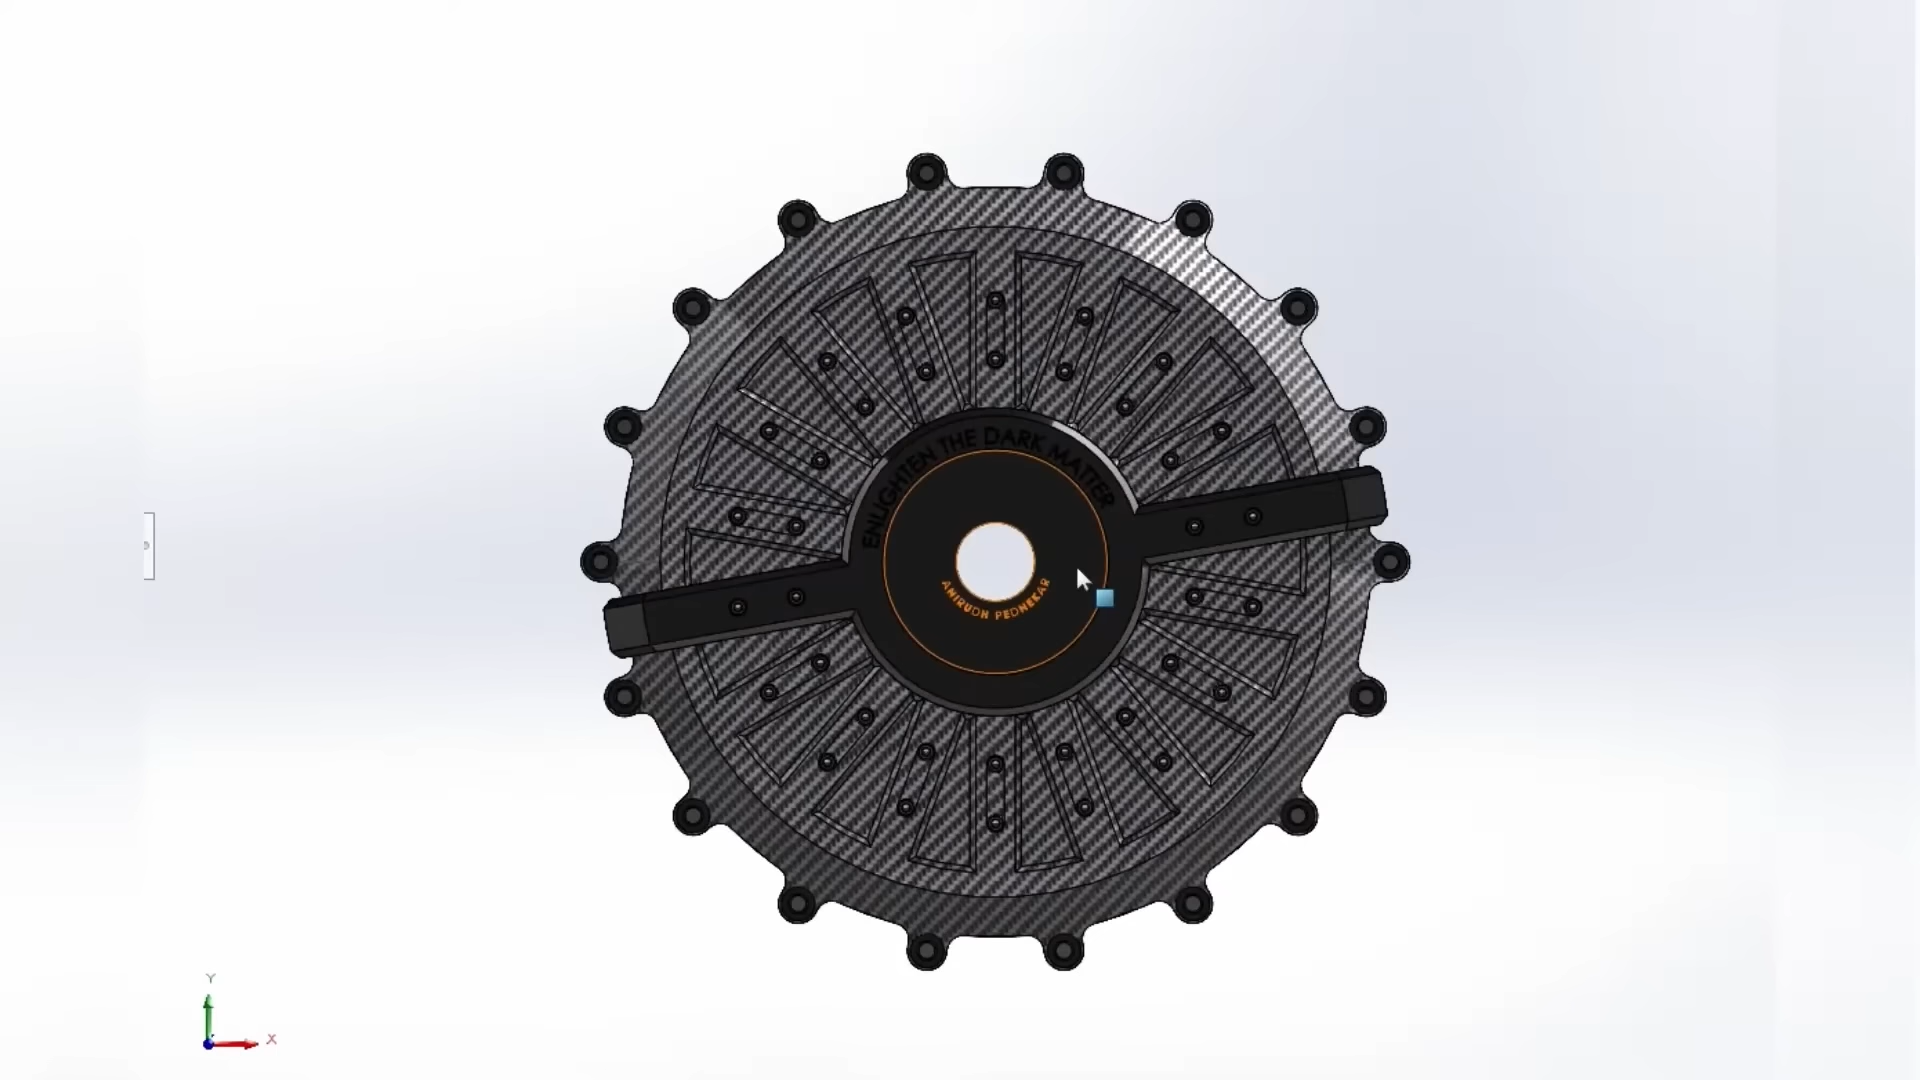 ENLIGHTEN THE DARK MATTER
ANIRUDH PEDNEKAR
Y
X